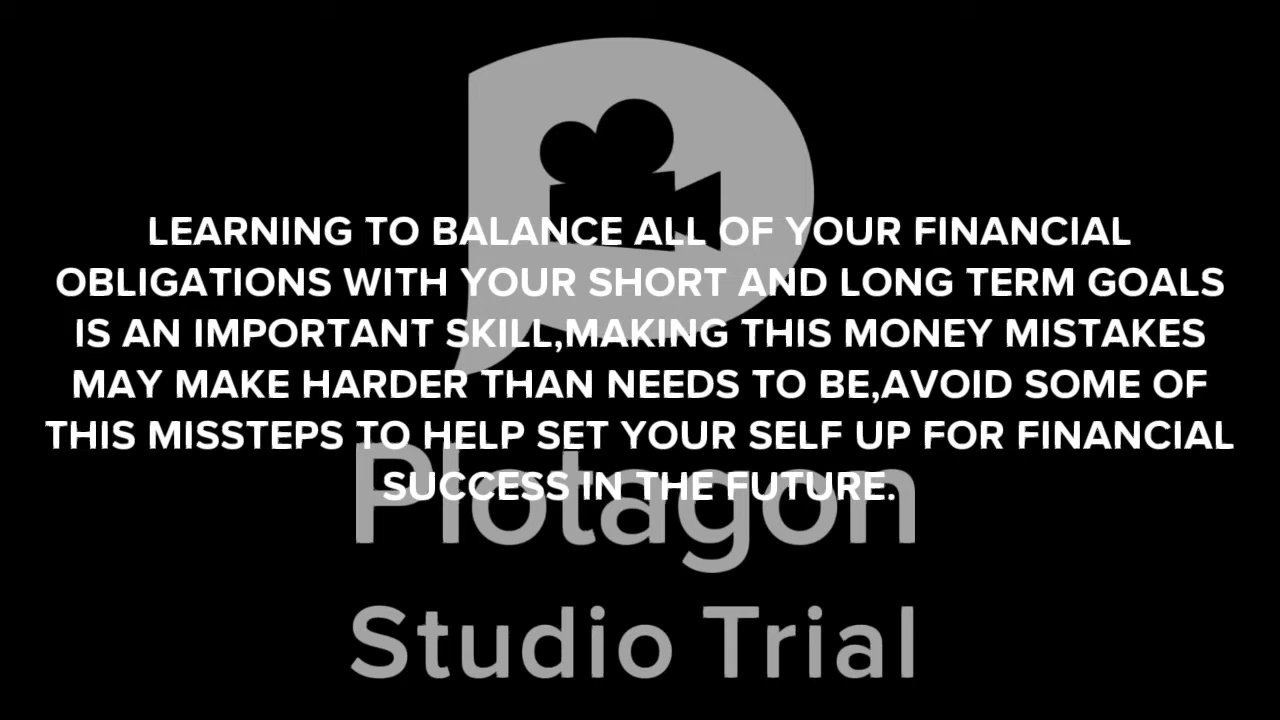 LEARNING TO BALANCE ALL OF YOUR FINANCIAL
OBLIGATIONS WITH YOUR SHORT AND LONG TERM GOALS
IS AN IMPORTANT SKILL,MAKING THIS MONEY MISTAKES
MAY MAKE HARDER THAN NEEDS TO BE,AVOID SOME OF
THIS MISSTEPS TO HELP SET YOUR SELF UP FOR FINANCIAL
SUCCESS IN THE FUTURE.
Plotagon
Studio Trial